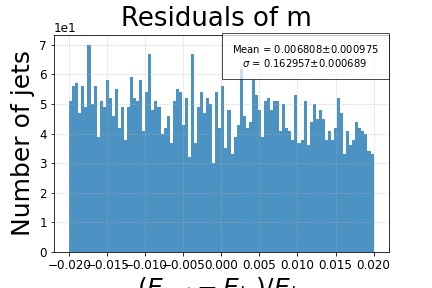 Residuals of m
1e1
Mean = 0.006808±0.000975
σ = 0.162957±0.000689
Number of jets
7
6
5
4
3
2
1
0
−0.020 −0.015 −0.010 −0.005 0.000 0.005 0.010 0.015 0.020